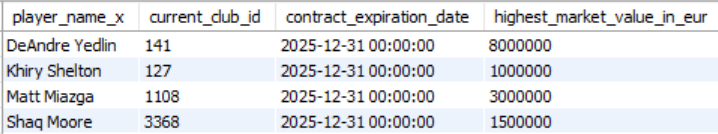 player_name_x current_club_id contract_expiration_date highest_market_value_in_eur
DeAndre Yedlin 141 2025-12-31 00:00:00 8000000
Khiry Shelton 127 2025-12-31 00:00:00 1000000
Matt Miazga 1108 2025-12-31 00:00:00 3000000
Shaq Moore 3368 2025-12-31 00:00:00 1500000